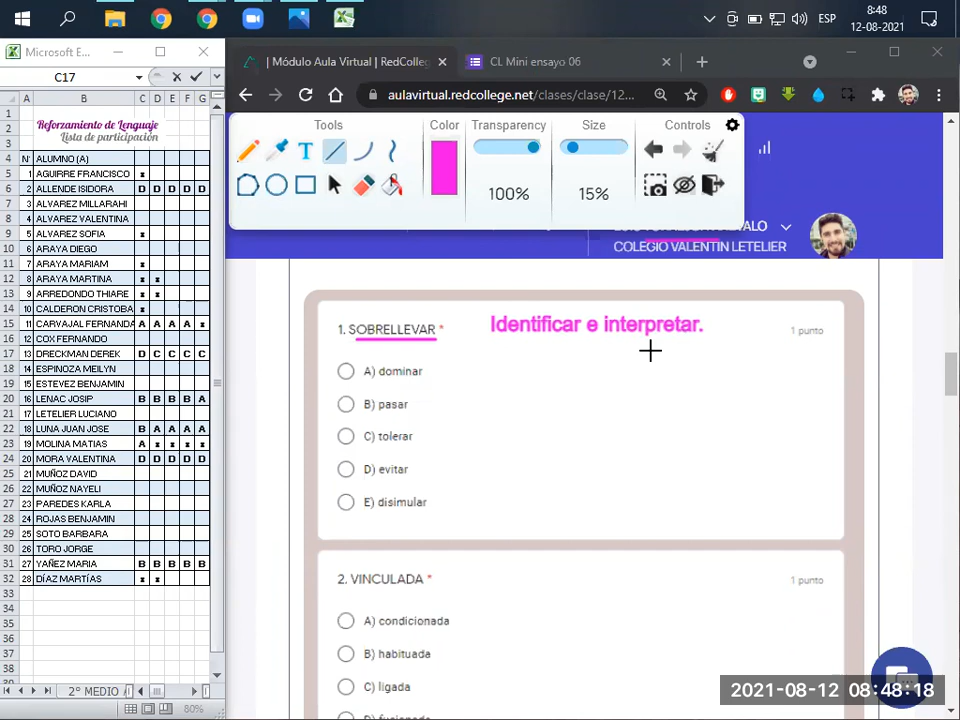 8:48
ESP
12-08-2021
Microsoft E...
C17
A B C D E F G
Reforzamiento de Lenguaje
Lista de participación
N° ALUMNO (A)
1 AGUIRRE FRANCISCO x
2 ALLENDE ISIDORA D D D D D
3 ALVAREZ MILLARAHI
4 ALVAREZ VALENTINA
5 ALVAREZ SOFIA x
6 ARAYA DIEGO
7 ARAYA MARIAM x
8 ARAYA MARTINA x x
9 ARREDONDO THIARE x x
10 CALDERON CRISTOBA x
11 CARVAJAL FERNANDA A A A A x
12 COX FERNANDO
13 DRECKMAN DEREK D C C C C
14 ESPINOZA MEILYN
15 ESTEVEZ BENJAMIN
16 LENAC JOSIP B B B B A
17 LETELIER LUCIANO
18 LUNA JUAN JOSE B A A A A
19 MOLINA MATIAS A x x x x
20 MORA VALENTINA D D D D D
21 MUÑOZ DAVID
22 MUÑOZ NAYELI
23 PAREDES KARLA
24 ROJAS BENJAMIN
25 SOTO BARBARA
26 TORO JORGE
27 YAÑEZ MARIA B B B B B
28 DÍAZ MARTÍAS x x
2° MEDIO
80%
| Módulo Aula Virtual | RedColleg
CL Mini ensayo 06
aulavirtual.redcollege.net/clases/clase/12...
Tools
Color
Transparency
Size
Controls
100%
15%
COLEGIO VALENTIN LETELIER
1. SOBRELLEVAR *
Identificar e interpretar.
1 punto
A) dominar
B) pasar
C) tolerar
D) evitar
E) disimular
2. VINCULADA *
1 punto
A) condicionada
B) habituada
C) ligada
2021-08-12 08:48:18